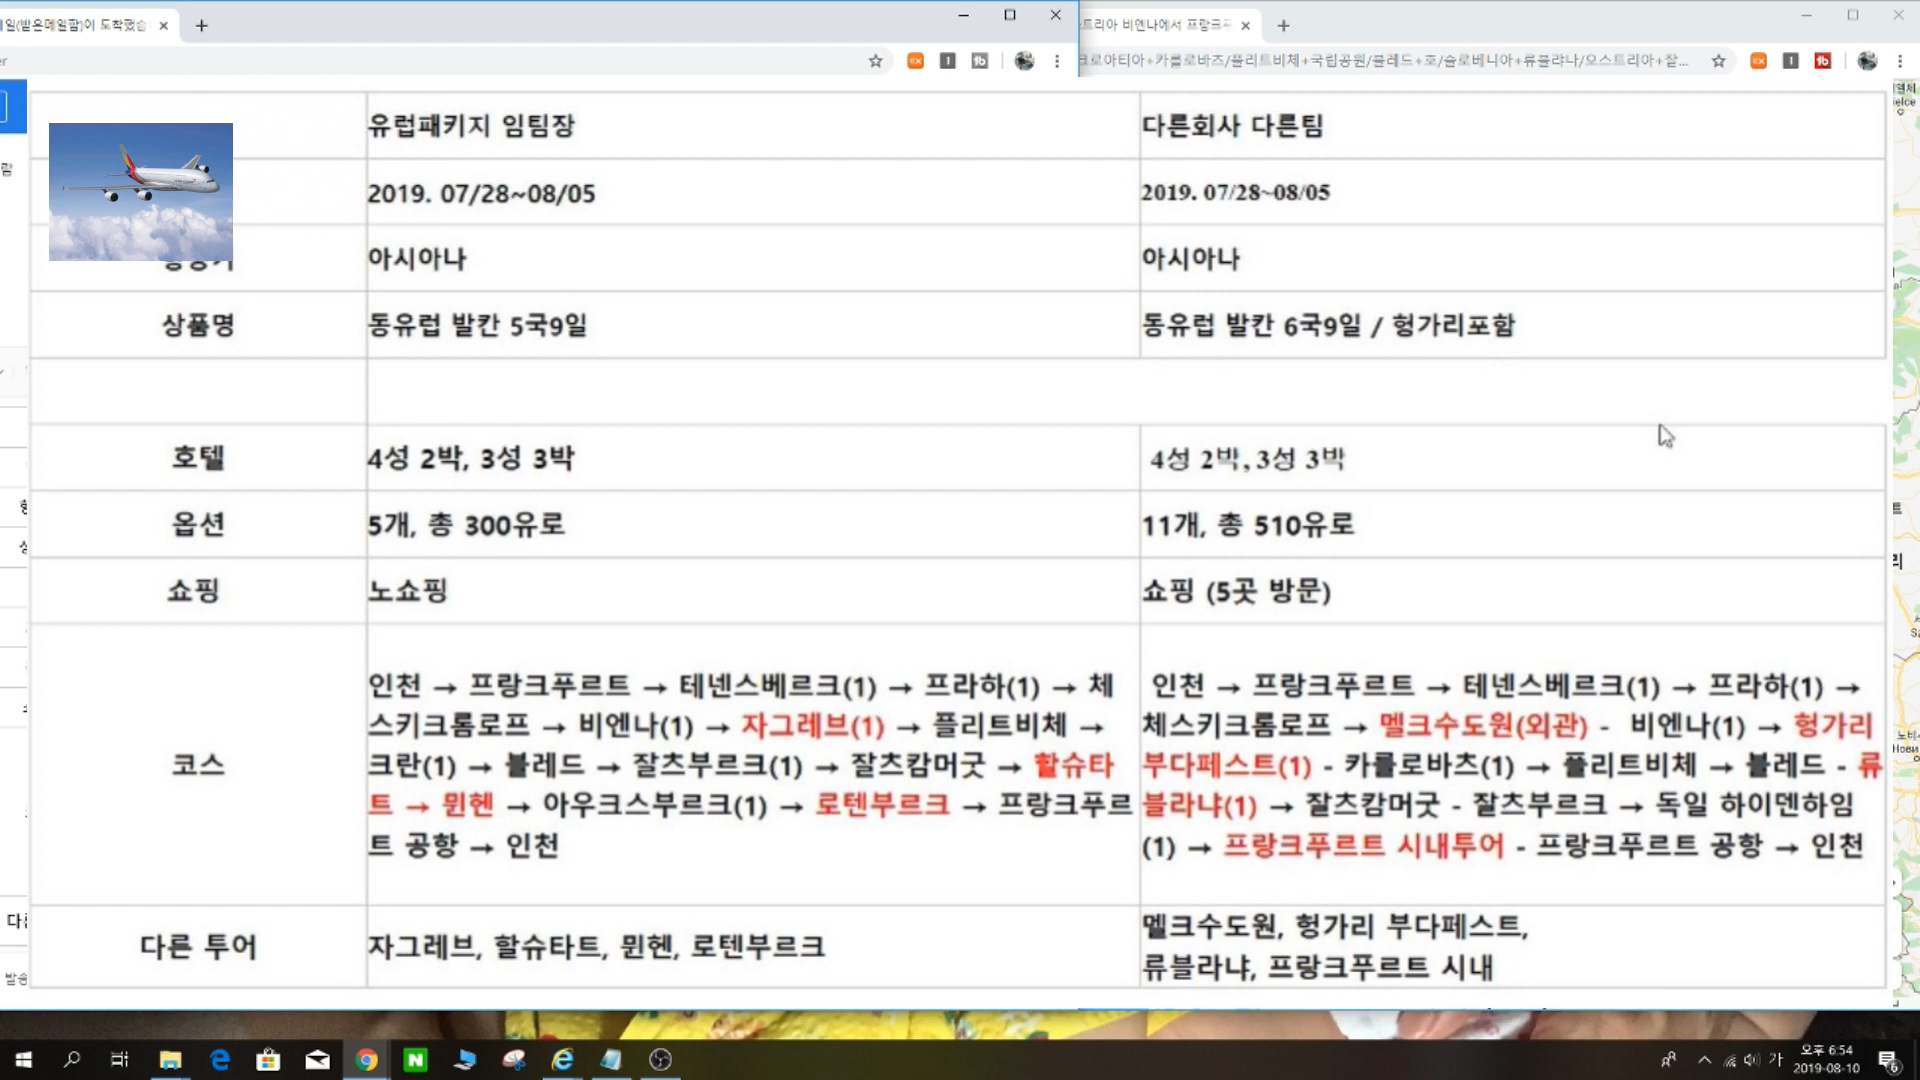 유럽패키지 임팀장
다른회사 다른팀
2019. 07/28~08/05
2019. 07/28~08/05
아시아나
아시아나
상품명
동유럽 발칸 5국9일
동유럽 발칸 6국9일 / 헝가리포함
호텔
4성 2박, 3성 3박
4성 2박, 3성 3박
옵션
5개, 총 300유로
11개, 총 510유로
쇼핑
노쇼핑
쇼핑 (5곳 방문)
코스
인천 → 프랑크푸르트 → 테넨스베르크(1) → 프라하(1) → 체
스키크롬로프 → 비엔나(1) → 자그레브(1) → 플리트비체 →
크란(1) → 블레드 → 잘츠부르크(1) → 잘츠캄머굿 → 할슈타
트 → 뮌헨 → 아우크스부르크(1) → 로텐부르크 → 프랑크푸르
트 공항 → 인천
인천 → 프랑크푸르트 → 테넨스베르크(1) → 프라하(1) →
체스키크롬로프 → 멜크수도원(외관) - 비엔나(1) → 헝가리
부다페스트(1) - 카를로바츠(1) → 플리트비체 → 블레드 - 류
블라냐(1) → 잘츠캄머굿 - 잘츠부르크 → 독일 하이덴하임
(1) → 프랑크푸르트 시내투어 - 프랑크푸르트 공항 → 인천
다른 투어
자그레브, 할슈타트, 뮌헨, 로텐부르크
멜크수도원, 헝가리 부다페스트,
류블라냐, 프랑크푸르트 시내
오후 6:54
2019-08-10